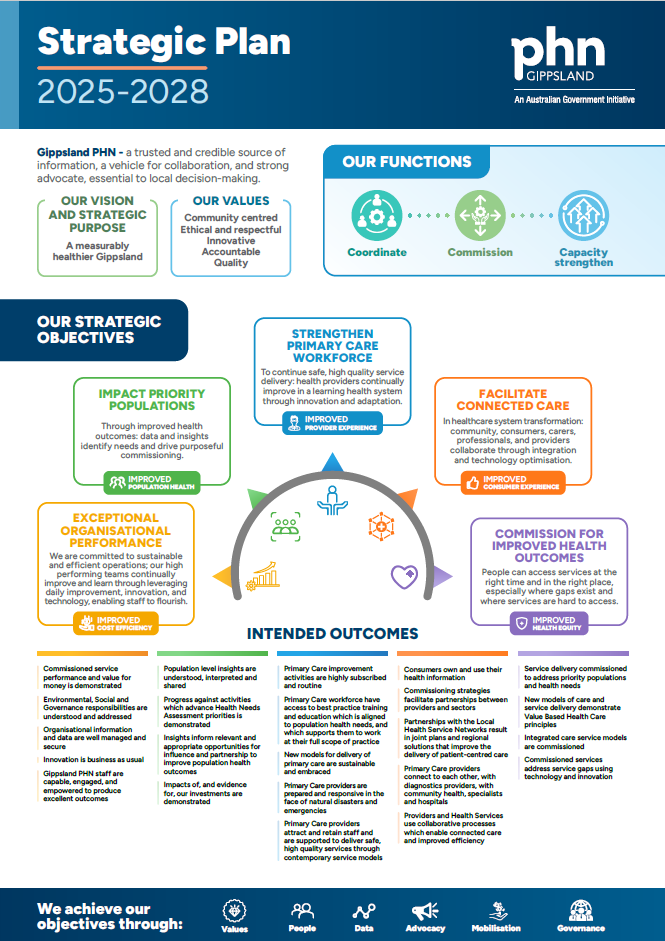 Strategic Plan
2025-2028
phn
GIPPSLAND
An Australian Government Initiative
Gippsland PHN - a trusted and credible source of
information, a vehicle for collaboration, and strong
advocate, essential to local decision-making.
OUR VISION
AND STRATEGIC
PURPOSE
A measurably
healthier Gippsland
OUR VALUES
Community centred
Ethical and respectful
Innovative
Accountable
Quality
OUR FUNCTIONS
Coordinate
Commission
Capacity
strengthen
OUR STRATEGIC
OBJECTIVES
STRENGTHEN
PRIMARY CARE
WORKFORCE
To continue safe, high quality service
delivery: health providers continually
improve in a learning health system
through innovation and adaptation.
IMPROVED
PROVIDER EXPERIENCE
IMPACT PRIORITY
POPULATIONS
Through improved health
outcomes: data and insights
identify needs and drive purposeful
commissioning.
IMPROVED
POPULATION HEALTH
FACILITATE
CONNECTED CARE
In healthcare system transformation:
community, consumers, carers,
professionals, and providers
collaborate through integration
and technology optimisation.
IMPROVED
CONSUMER EXPERIENCE
EXCEPTIONAL
ORGANISATIONAL
PERFORMANCE
We are committed to sustainable
and efficient operations; our high
performing teams continually
improve and learn through leveraging
daily improvement, innovation, and
technology, enabling staff to flourish.
IMPROVED
COST EFFICIENCY
COMMISSION FOR
IMPROVED HEALTH
OUTCOMES
People can access services at the
right time and in the right place,
especially where gaps exist and
where services are hard to access.
IMPROVED
HEALTH EQUITY
INTENDED OUTCOMES
Commissioned service
performance and value for
money is demonstrated
Environmental, Social and
Governance responsibilities are
understood and addressed
Organisational information
and data are well managed and
secure
Innovation is business as usual
Gippsland PHN staff are
capable, engaged, and
empowered to produce
excellent outcomes
Population level insights are
understood, interpreted and
shared
Progress against activities
which advance Health Needs
Assessment priorities is
demonstrated
Insights inform relevant and
appropriate opportunities for
influence and partnership to
improve population health
outcomes
Impacts of, and evidence
for, our investments are
demonstrated
Primary Care improvement
activities are highly subscribed
and routine
Primary Care workforce have
access to best practice training
and education which is aligned
to population health needs, and
which supports them to work
at their full scope of practice
New models for delivery of
primary care are sustainable
and embraced
Primary Care providers are
prepared and responsive in the
face of natural disasters and
emergencies
Primary Care providers
attract and retain staff and
are supported to deliver safe,
high quality services through
contemporary service models
Consumers own and use their
health information
Commissioning strategies
facilitate partnerships between
providers and sectors
Partnerships with the Local
Health Service Networks result
in joint plans and regional
solutions that improve the
delivery of patient-centred care
Primary Care providers
connect to each other, with
diagnostics providers, with
community health, specialists
and hospitals
Providers and Health Services
use collaborative processes
which enable connected care
and improved efficiency
Service delivery commissioned
to address priority populations
and health needs
New models of care and
service delivery demonstrate
Value Based Health Care
principles
Integrated care service models
are commissioned
Commissioned services
address service gaps using
technology and innovation
We achieve our
objectives through:
Values
People
Data
Advocacy
Mobilisation
Governance